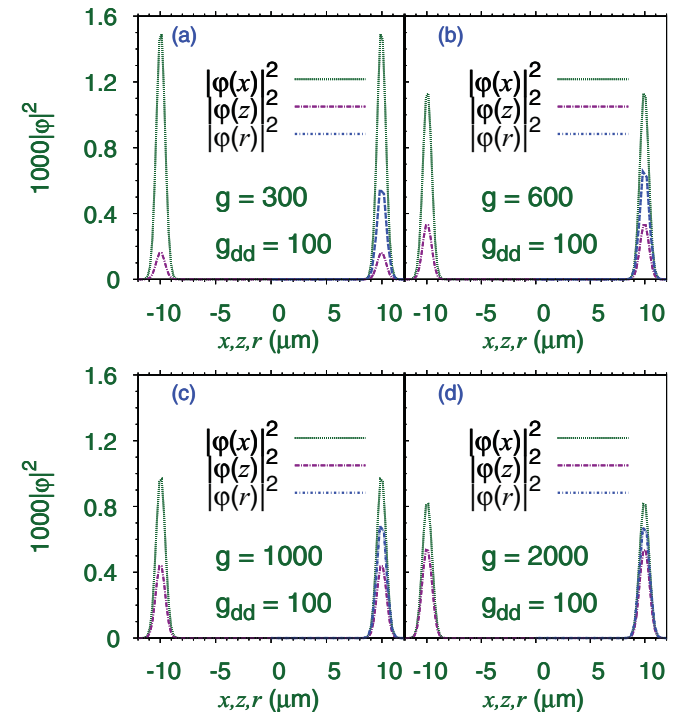 1.6
(a)
(b)
|φ(x)|²
|φ(x)|²
1.2
|φ(z)|²
|φ(z)|²
|φ(r)|²
|φ(r)|²
0.8
1000|φ|²
g = 300
g = 600
0.4
g_dd = 100
g_dd = 100
0
-10 -5 0 5 10
-10 -5 0 5 10
x,z,r (μm)
x,z,r (μm)
1.6
(c)
(d)
|φ(x)|²
|φ(x)|²
1.2
|φ(z)|²
|φ(z)|²
|φ(r)|²
|φ(r)|²
0.8
1000|φ|²
g = 1000
g = 2000
0.4
g_dd = 100
g_dd = 100
0
-10 -5 0 5 10
-10 -5 0 5 10
x,z,r (μm)
x,z,r (μm)